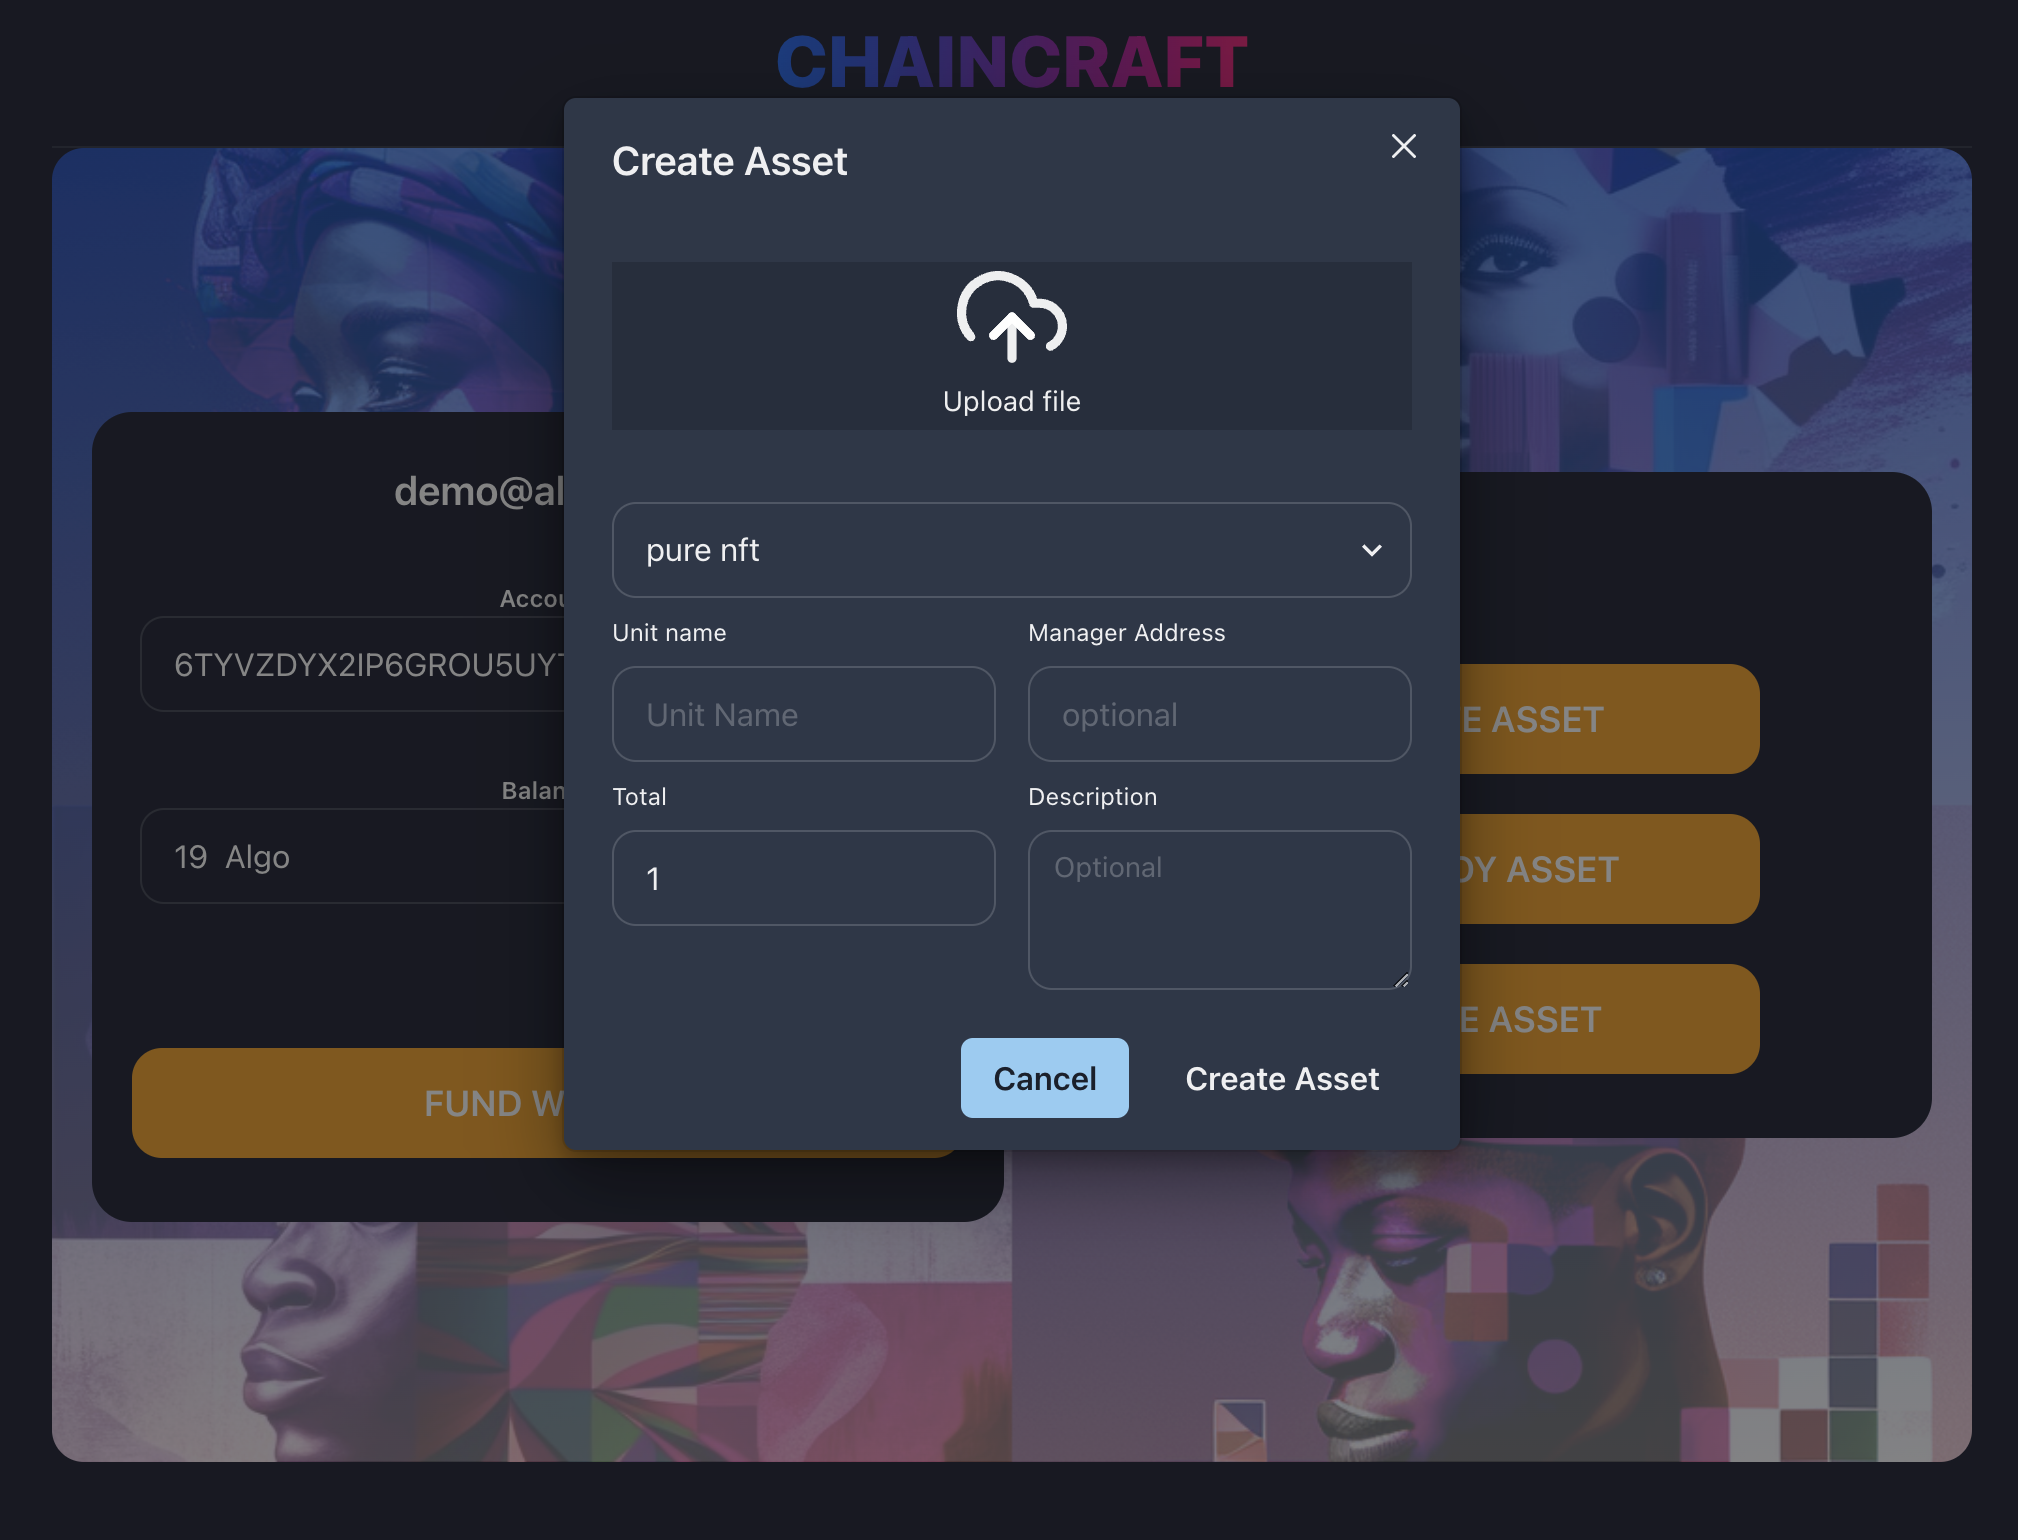 CHAINCRAFT
Create Asset
Upload file
demo@al
pure nft
Accou
6TYVZDYX2IP6GROU5UY
Unit name
Manager Address
Unit Name
optional
E ASSET
Balan
19 Algo
Total
Description
1
Optional
OY ASSET
E ASSET
Cancel
Create Asset
FUND W